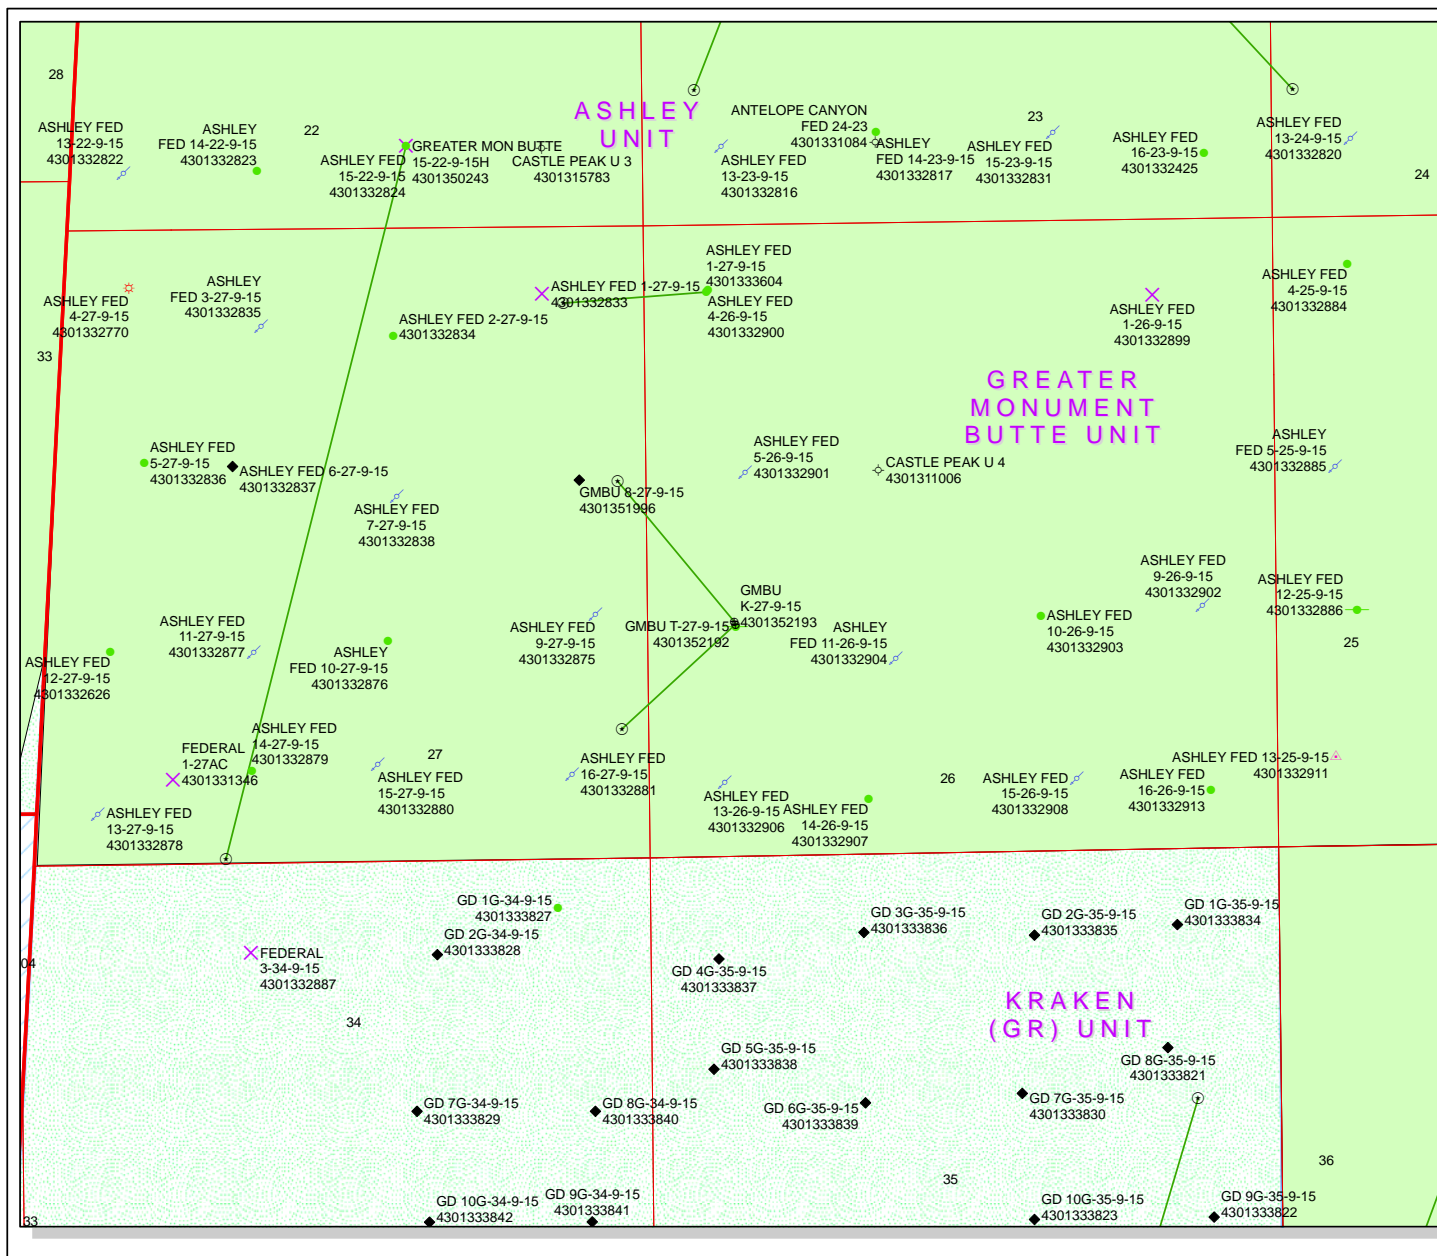 28
ASHLEY FED
13-22-9-15
4301332822
ASHLEY
FED 14-22-9-15
4301332823
22
ASHLEY FED
15-22-9-15
4301332824
GREATER MON BUTTE
15-22-9-15H
4301350243
CASTLE PEAK U 3
4301315783
ASHLEY
UNIT
ASHLEY FED
13-23-9-15
4301332816
ANTELOPE CANYON
FED 24-23
4301331084
ASHLEY
FED 14-23-9-15
4301332817
23
ASHLEY FED
15-23-9-15
4301332831
ASHLEY FED
16-23-9-15
4301332425
ASHLEY FED
13-24-9-15
4301332820
24
ASHLEY FED
4-27-9-15
4301332770
ASHLEY
FED 3-27-9-15
4301332835
ASHLEY FED 2-27-9-15
4301332834
ASHLEY FED 1-27-9-15
4301332833
ASHLEY FED
1-27-9-15
4301333604
ASHLEY FED
4-26-9-15
4301332900
ASHLEY FED
1-26-9-15
4301332899
ASHLEY FED
4-25-9-15
4301332884
33
GREATER
MONUMENT
BUTTE UNIT
ASHLEY FED
5-27-9-15
4301332836
ASHLEY FED 6-27-9-15
4301332837
ASHLEY FED
7-27-9-15
4301332838
GMBU 8-27-9-15
4301351996
ASHLEY FED
5-26-9-15
4301332901
CASTLE PEAK U 4
4301311006
ASHLEY
FED 5-25-9-15
4301332885
ASHLEY FED
11-27-9-15
4301332877
ASHLEY FED
12-27-9-15
4301332626
ASHLEY
FED 10-27-9-15
4301332876
ASHLEY FED
9-27-9-15
4301332875
GMBU
K-27-9-15
4301352193
GMBU T-27-9-15
4301352192
ASHLEY
FED 11-26-9-15
4301332904
ASHLEY FED
10-26-9-15
4301332903
ASHLEY FED
9-26-9-15
4301332902
ASHLEY FED
12-25-9-15
4301332886
25
FEDERAL
1-27AC
4301331346
ASHLEY FED
14-27-9-15
4301332879
ASHLEY FED
13-27-9-15
4301332878
27
ASHLEY FED
15-27-9-15
4301332880
ASHLEY FED
16-27-9-15
4301332881
ASHLEY FED
13-26-9-15
4301332906
ASHLEY FED
14-26-9-15
4301332907
26
ASHLEY FED
15-26-9-15
4301332908
ASHLEY FED
16-26-9-15
4301332913
ASHLEY FED 13-25-9-15
4301332911
GD 1G-34-9-15
4301333827
GD 2G-34-9-15
4301333828
FEDERAL
3-34-9-15
4301332887
04
34
GD 3G-35-9-15
4301333836
GD 2G-35-9-15
4301333835
GD 1G-35-9-15
4301333834
GD 4G-35-9-15
4301333837
KRAKEN
(GR) UNIT
GD 5G-35-9-15
4301333838
GD 8G-35-9-15
4301333821
GD 7G-34-9-15
4301333829
GD 8G-34-9-15
4301333840
GD 6G-35-9-15
4301333839
GD 7G-35-9-15
4301333830
35
36
GD 10G-34-9-15
4301333842
GD 9G-34-9-15
4301333841
GD 10G-35-9-15
4301333823
GD 9G-35-9-15
4301333822
33